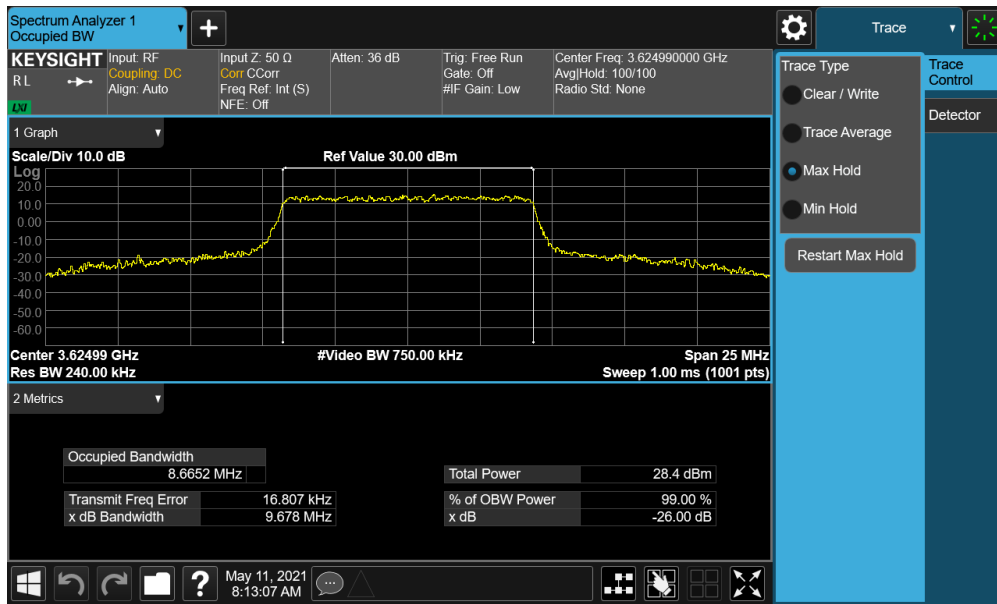 Spectrum Analyzer 1
Occupied BW
+
Trace
KEYSIGHT
R L
LXI
Input: RF
Coupling: DC
Align: Auto
Input Z: 50 Ω
Corr CCorr
Freq Ref: Int (S)
NFE: Off
Atten: 36 dB
Trig: Free Run
Gate: Off
#IF Gain: Low
Center Freq: 3.624990000 GHz
Avg|Hold: 100/100
Radio Std: None
Trace Type
Clear / Write
Trace Average
Max Hold
Min Hold
Restart Max Hold
Trace
Control
Detector
1 Graph
Scale/Div 10.0 dB
Ref Value 30.00 dBm
Log
20.0
10.0
0.00
-10.0
-20.0
-30.0
-40.0
-50.0
-60.0
Center 3.62499 GHz
#Video BW 750.00 kHz
Span 25 MHz
Res BW 240.00 kHz
Sweep 1.00 ms (1001 pts)
2 Metrics
Occupied Bandwidth
8.6652 MHz
Total Power 28.4 dBm
Transmit Freq Error 16.807 kHz
% of OBW Power 99.00 %
x dB Bandwidth 9.678 MHz
x dB -26.00 dB
?
May 11, 2021
8:13:07 AM